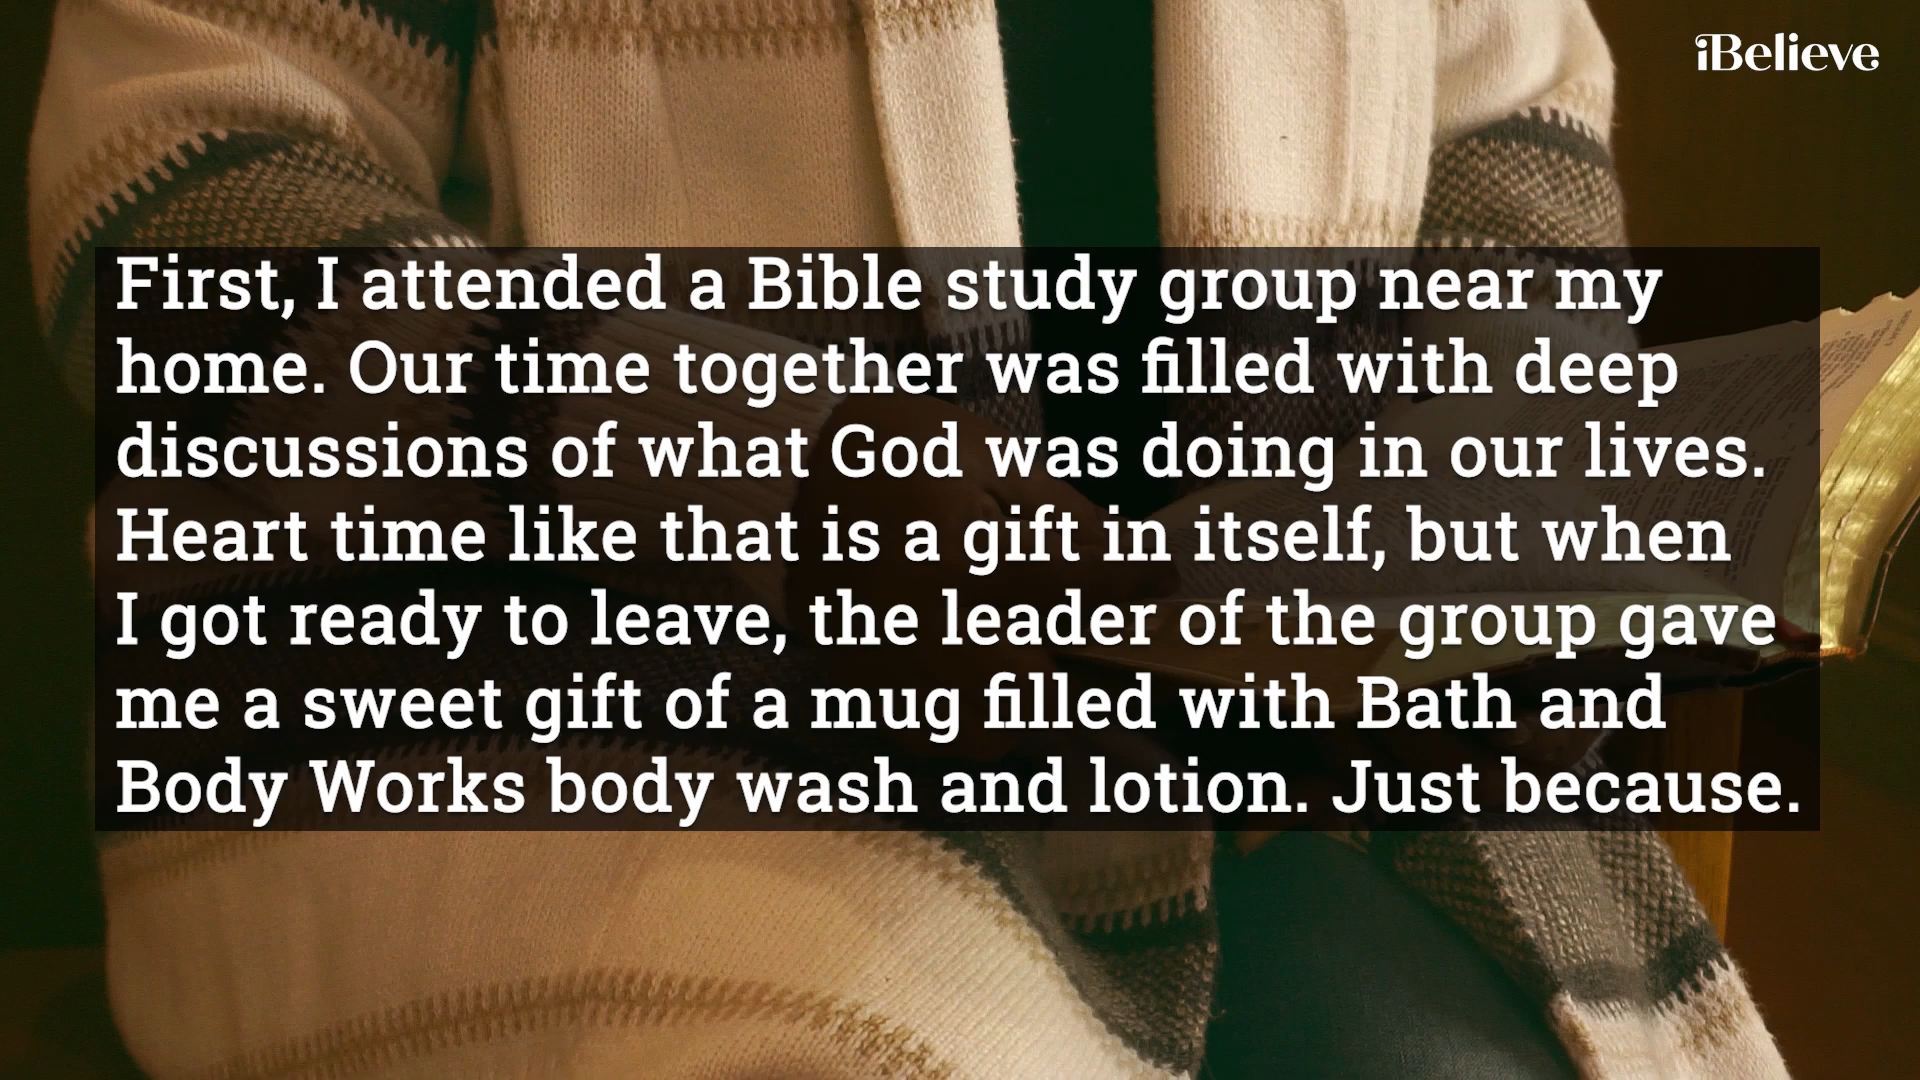 iBelieve
First, I attended a Bible study group near my
home. Our time together was filled with deep
discussions of what God was doing in our lives.
Heart time like that is a gift in itself, but when
I got ready to leave, the leader of the group gave
me a sweet gift of a mug filled with Bath and
Body Works body wash and lotion. Just because.